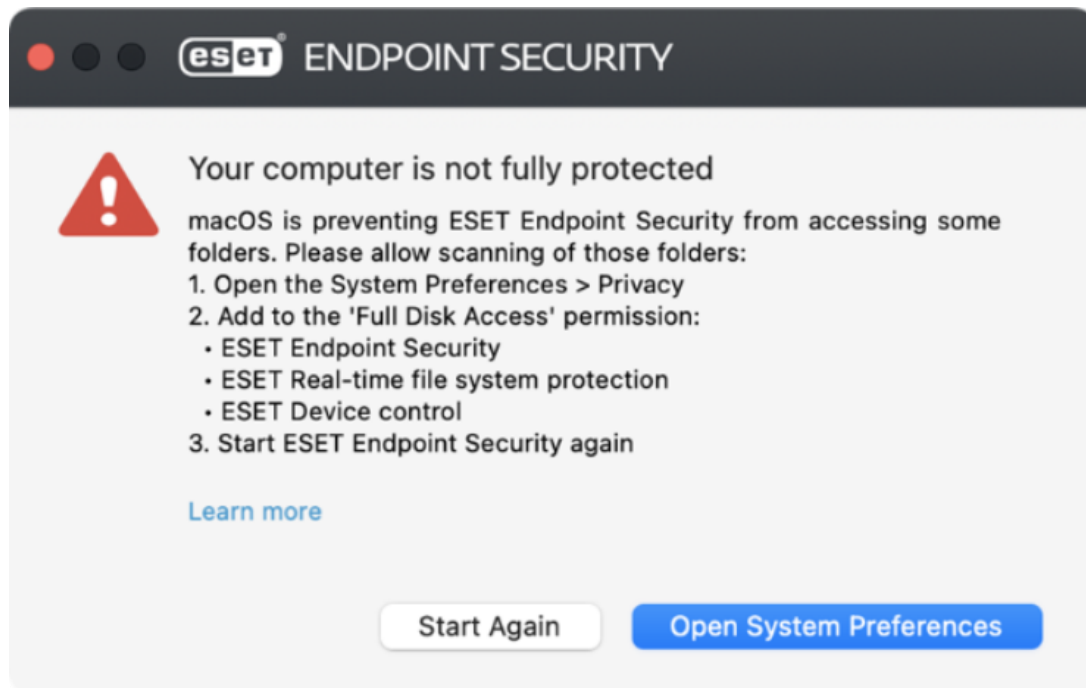 eset ENDPOINT SECURITY
Your computer is not fully protected
macOS is preventing ESET Endpoint Security from accessing some
folders. Please allow scanning of those folders:
1. Open the System Preferences > Privacy
2. Add to the 'Full Disk Access' permission:
• ESET Endpoint Security
• ESET Real-time file system protection
• ESET Device control
3. Start ESET Endpoint Security again
Learn more
Start Again
Open System Preferences